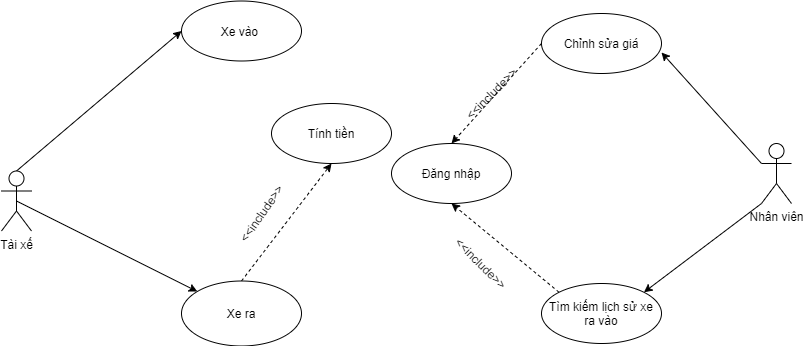 Xe vào
Chỉnh sửa giá
<<include>>
Tính tiền
Đăng nhập
<<include>>
Tài xế
Nhân viên
<<include>>
Xe ra
Tìm kiếm lịch sử xe
ra vào